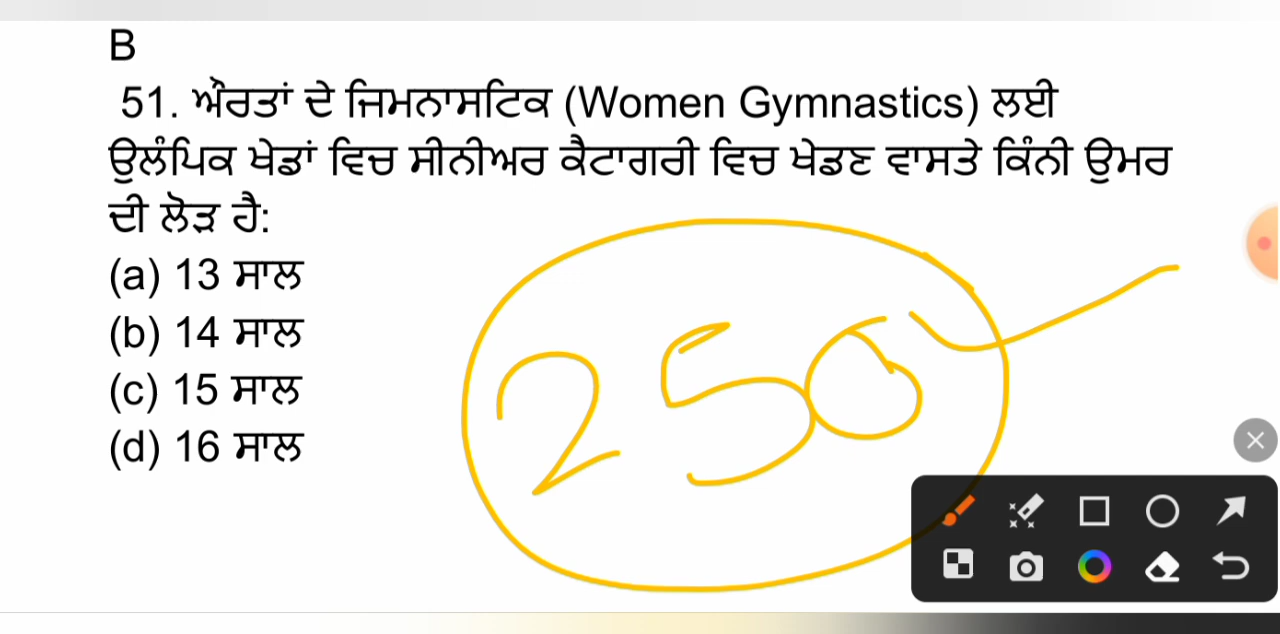 B
51. ਔਰਤਾਂ ਦੇ ਜਿਮਨਾਸਟਿਕ (Women Gymnastics) ਲਈ
ਉਲੰਪਿਕ ਖੇਡਾਂ ਵਿਚ ਸੀਨੀਅਰ ਕੈਟਾਗਰੀ ਵਿਚ ਖੇਡਣ ਵਾਸਤੇ ਕਿੰਨੀ ਉਮਰ
ਦੀ ਲੋੜ ਹੈ:
(a) 13 ਸਾਲ
(b) 14 ਸਾਲ
(c) 15 ਸਾਲ
(d) 16 ਸਾਲ
250